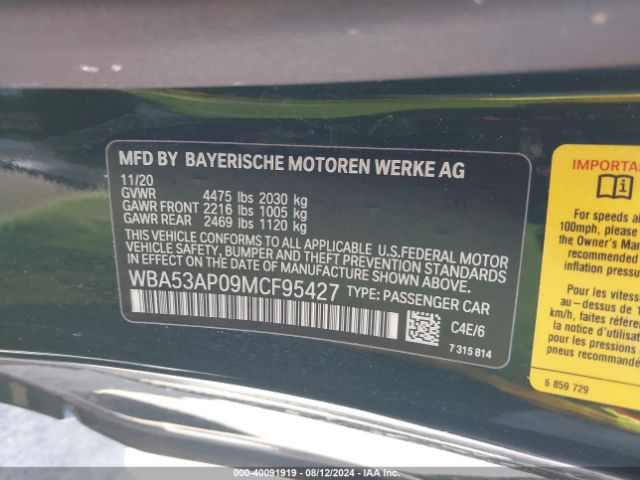 MFD BY BAYERISCHE MOTOREN WERKE AG
11/20
GVWR 4475 lbs 2030 kg
GAWR FRONT 2216 lbs 1005 kg
GAWR REAR 2469 lbs 1120 kg
THIS VEHICLE CONFORMS TO ALL APPLICABLE U.S. FEDERAL MOTOR
VEHICLE SAFETY, BUMPER AND THEFT PREVENTION STANDARDS
IN EFFECT ON THE DATE OF MANUFACTURE SHOWN ABOVE.
WBA53AP09MCF95427 TYPE: PASSENGER CAR
C4E/6
7 315 814
IMPORTAN
i
For speeds a
100mph, please
the Owner's Man
recommended
inflation pressu
Pour les vitess
au-dessus de 1
km/h, faites référe
la notice d'utilisat
pour les pressions
pneus recommandé
6 859 729
000-40091919 - 08/12/2024 - IAA Inc.